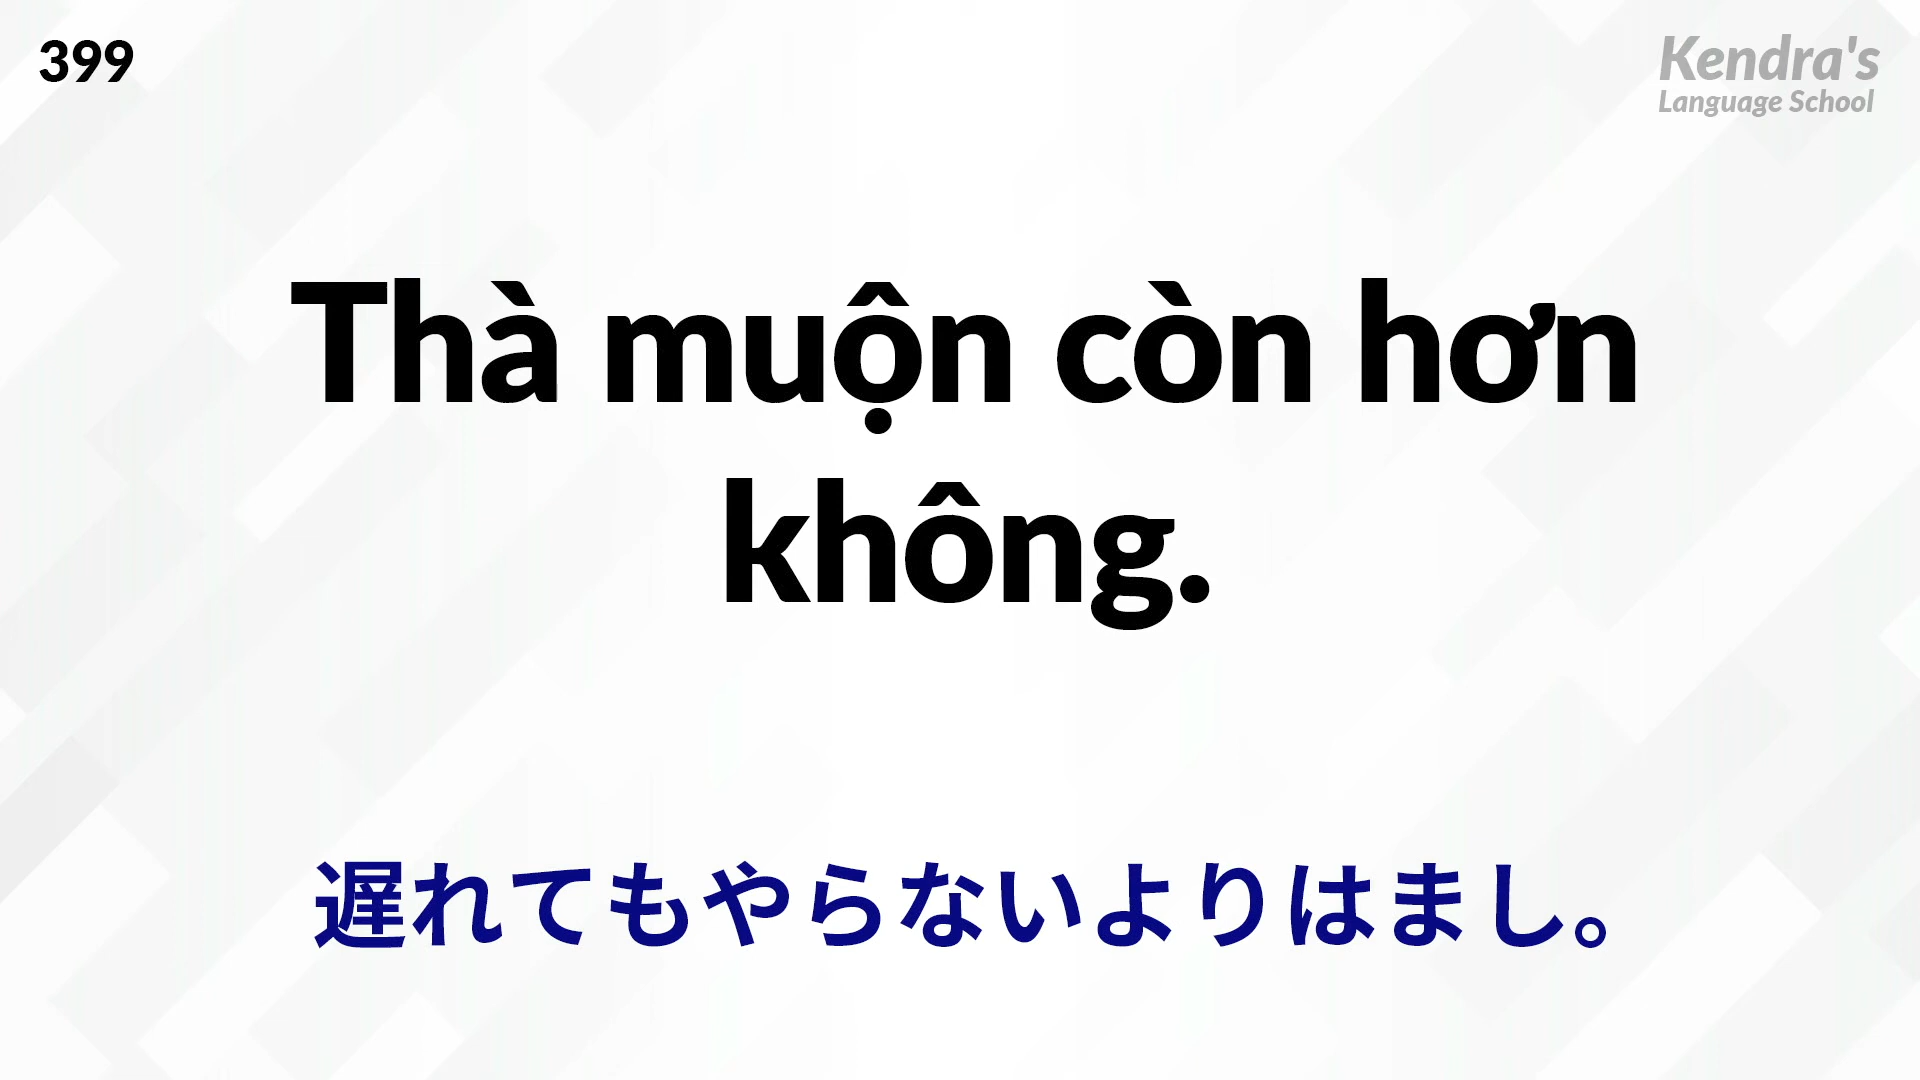 399
Kendra's
Language School
Thà muộn còn hơn
không.
遅れてもやらないよりはまし。